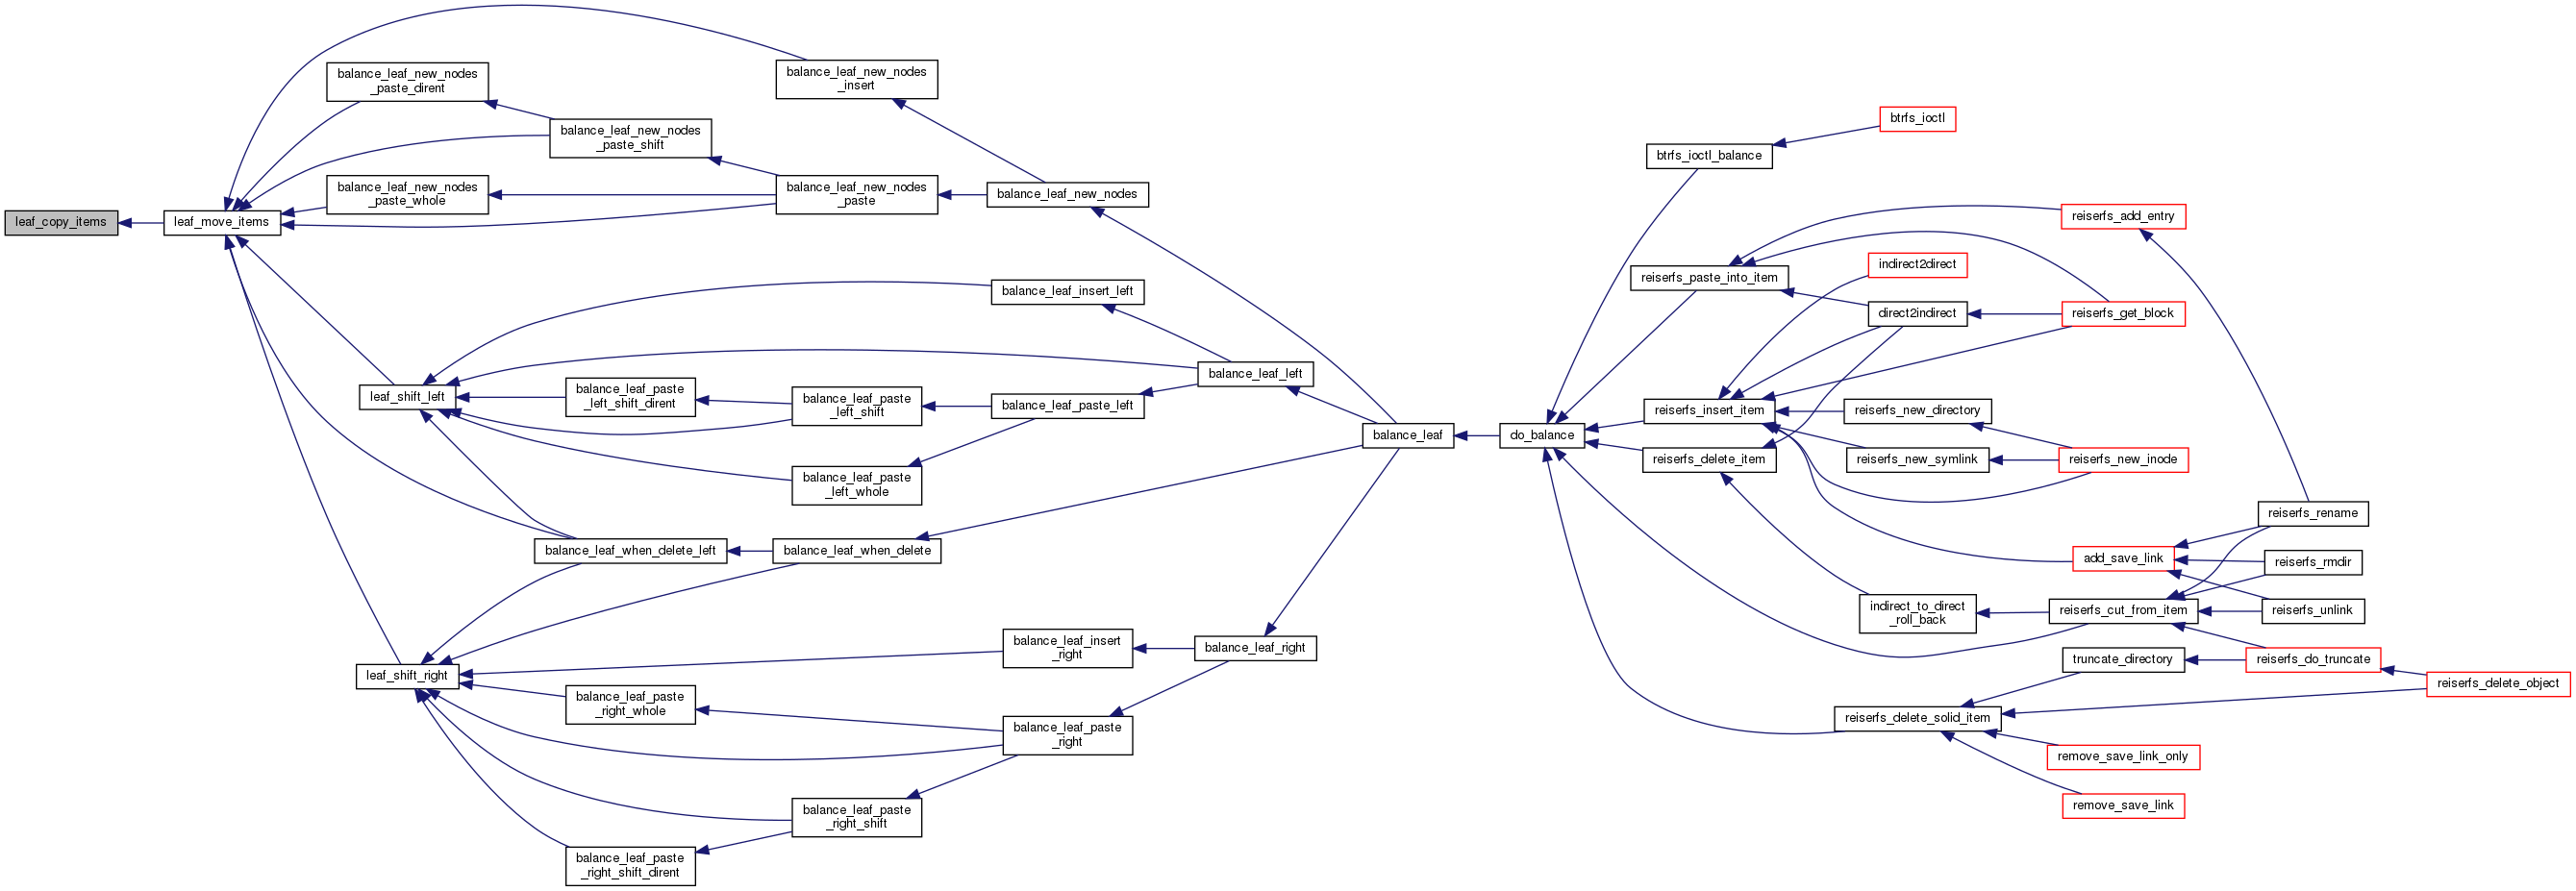 leaf_copy_items
leaf_move_items
balance_leaf_new_nodes
_paste_dirent
balance_leaf_new_nodes
_paste_shift
balance_leaf_new_nodes
_paste_whole
balance_leaf_new_nodes
_insert
balance_leaf_new_nodes
_paste
balance_leaf_new_nodes
leaf_shift_left
balance_leaf_insert_left
balance_leaf_paste
_left_shift_dirent
balance_leaf_paste
_left_shift
balance_leaf_paste_left
balance_leaf_paste
_left_whole
balance_leaf_left
balance_leaf_when_delete_left
balance_leaf_when_delete
leaf_shift_right
balance_leaf_insert
_right
balance_leaf_paste
_right_whole
balance_leaf_paste
_right
balance_leaf_paste
_right_shift
balance_leaf_paste
_right_shift_dirent
balance_leaf_right
balance_leaf
do_balance
btrfs_ioctl_balance
btrfs_ioctl
reiserfs_paste_into_item
reiserfs_add_entry
indirect2direct
direct2indirect
reiserfs_get_block
reiserfs_insert_item
reiserfs_new_directory
reiserfs_delete_item
reiserfs_new_symlink
reiserfs_new_inode
reiserfs_rename
add_save_link
reiserfs_rmdir
indirect_to_direct
_roll_back
reiserfs_cut_from_item
reiserfs_unlink
truncate_directory
reiserfs_do_truncate
reiserfs_delete_object
reiserfs_delete_solid_item
remove_save_link_only
remove_save_link